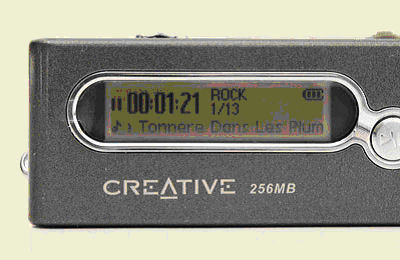 00:01:21 ROCK
1/13
Tonnere Dans Les Plum
CREATIVE 256MB